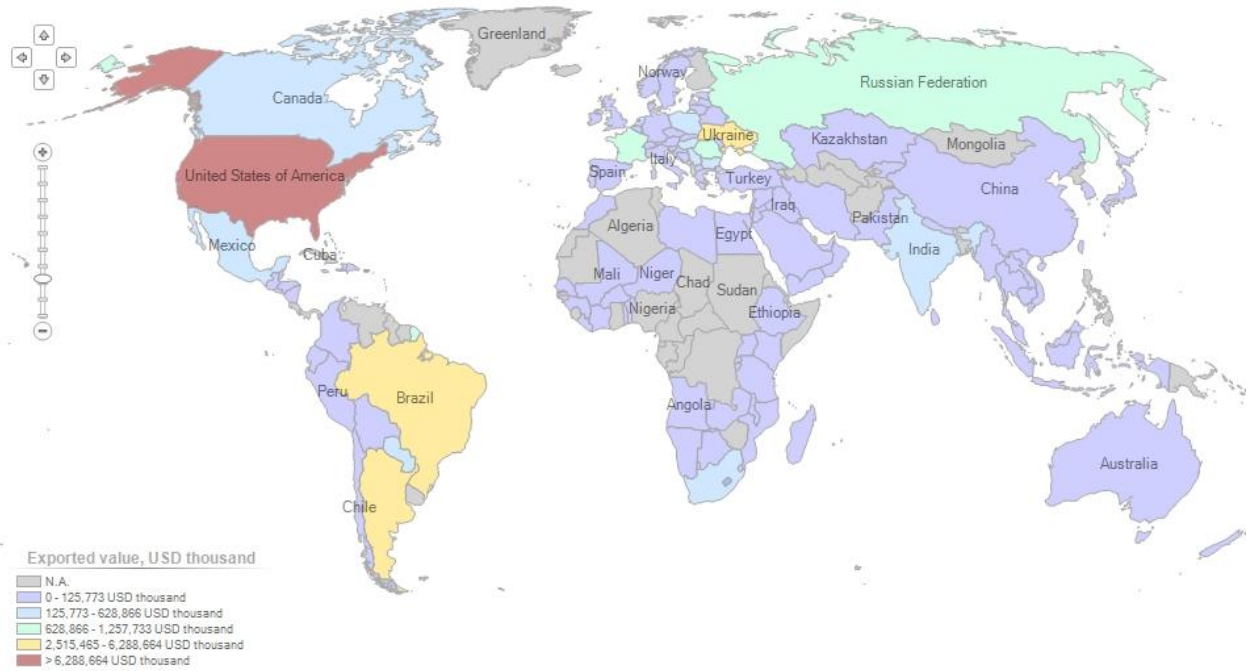 Greenland
Norway
Russian Federation
Canada
Ukraine
Kazakhstan
Mongolia
Italy
United States of America
Spain
Turkey
China
Iraq
Pakistan
Algeria
Egypt
Mexico
India
Cuba
Mali
Niger
Chad
Sudan
Nigeria
Ethiopia
Peru
Brazil
Angola
Australia
Chile
Exported value, USD thousand
N.A.
0 - 125,773 USD thousand
125,773 - 628,866 USD thousand
628,866 - 1,257,733 USD thousand
2,515,465 - 6,288,664 USD thousand
> 6,288,664 USD thousand